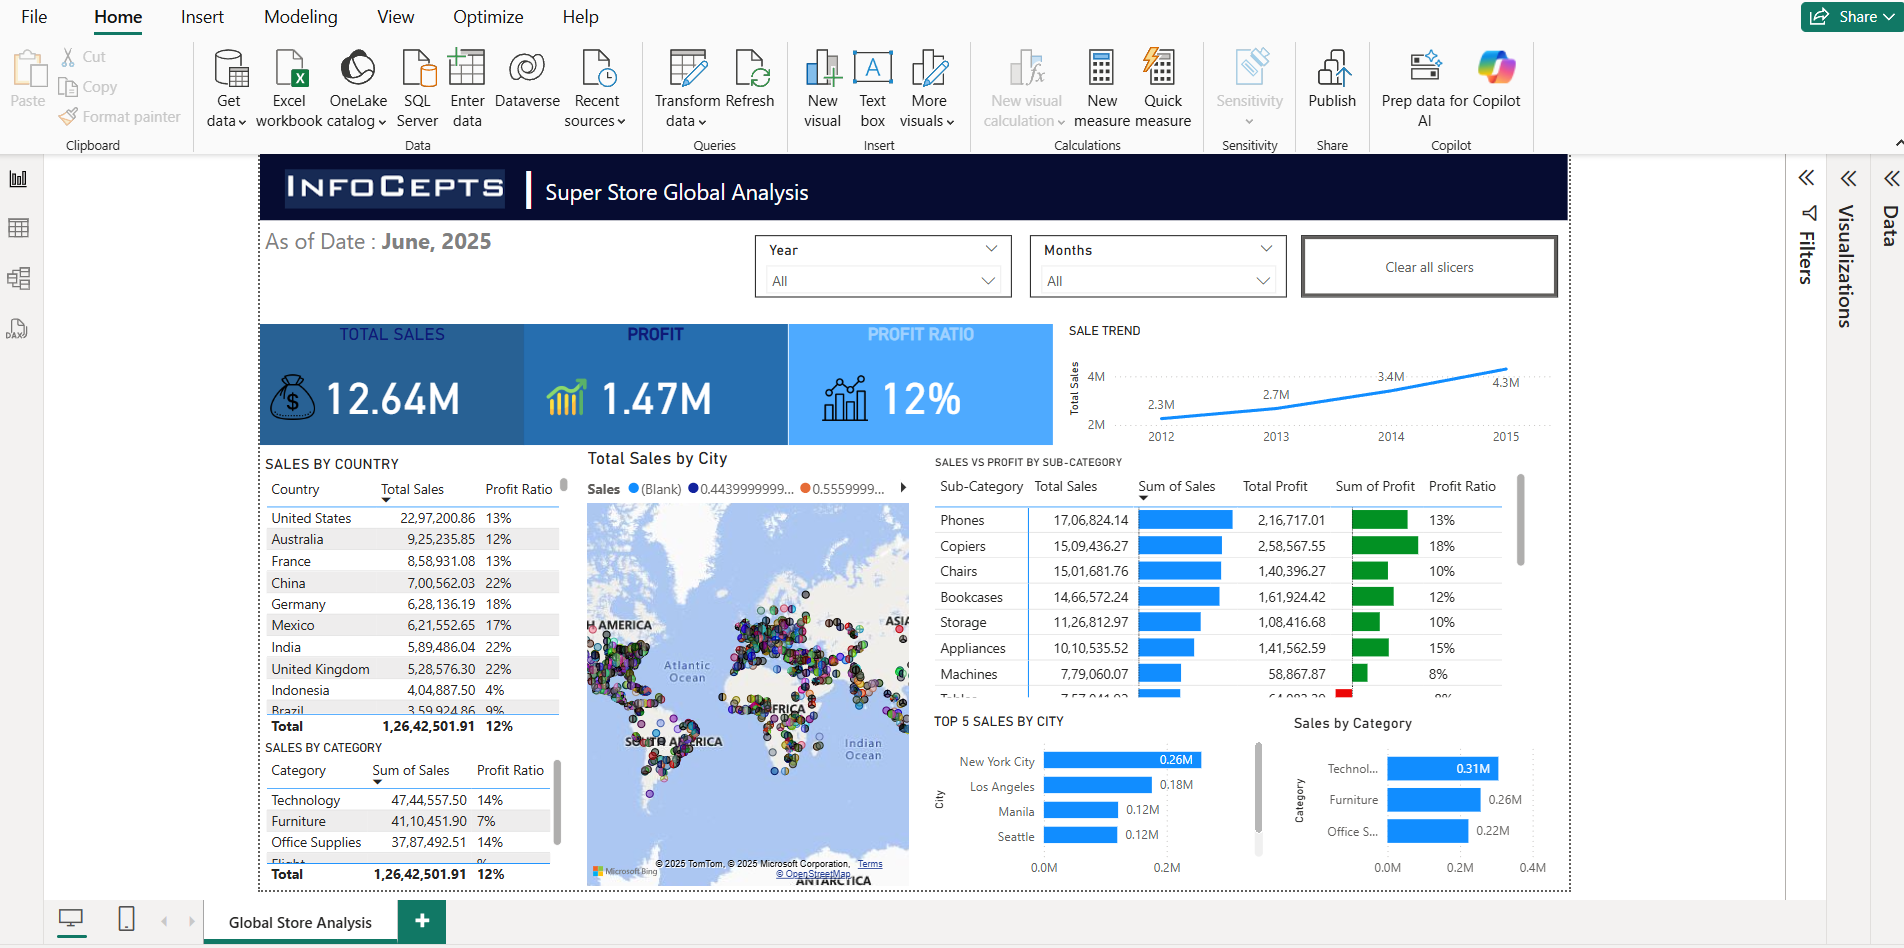 File Home Insert Modeling View Optimize Help
Share
Paste
Cut
Copy
Format painter
Clipboard
Get data
Excel workbook
OneLake catalog
SQL Server
Enter data
Dataverse
Recent sources
Data
Transform data
Refresh
Queries
New visual
Text box
More visuals
Insert
New visual calculation
New measure
Quick measure
Calculations
Sensitivity
Sensitivity
Publish
Share
Prep data for AI
Copilot
Copilot
INFOCEPTS
Super Store Global Analysis
As of Date : June, 2025
Year
All
Months
All
Clear all slicers
Filters
Visualizations
Data
DAX
TOTAL SALES
12.64M
PROFIT
1.47M
PROFIT RATIO
12%
SALE TREND
Total Sales
4M
2M
2.3M
2.7M
3.4M
4.3M
2012 2013 2014 2015
SALES BY COUNTRY
Country Total Sales Profit Ratio
United States 22,97,200.86 13%
Australia 9,25,235.85 12%
France 8,58,931.08 13%
China 7,00,562.03 22%
Germany 6,28,136.19 18%
Mexico 6,21,552.65 17%
India 5,89,486.04 22%
United Kingdom 5,28,576.30 22%
Indonesia 4,04,887.50 4%
Brazil 3,59,924.86 9%
Total 1,26,42,501.91 12%
SALES BY CATEGORY
Category Sum of Sales Profit Ratio
Technology 47,44,557.50 14%
Furniture 41,10,451.90 7%
Office Supplies 37,87,492.51 14%
Total 1,26,42,501.91 12%
Total Sales by City
Sales (Blank) 0.4439999999... 0.5559999...
H AMERICA
ASIA
Atlantic Ocean
AFRICA
SOUTH AMERICA
Indian Ocean
© 2025 TomTom, © 2025 Microsoft Corporation, Terms
Microsoft Bing
© OpenStreetMap
ANTARCTICA
SALES VS PROFIT BY SUB-CATEGORY
Sub-Category Total Sales Sum of Sales Total Profit Sum of Profit Profit Ratio
Phones 17,06,824.14 2,16,717.01 13%
Copiers 15,09,436.27 2,58,567.55 18%
Chairs 15,01,681.76 1,40,396.27 10%
Bookcases 14,66,572.24 1,61,924.42 12%
Storage 11,26,812.97 1,08,416.68 10%
Appliances 10,10,535.52 1,41,562.59 15%
Machines 7,79,060.07 58,867.87 8%
TOP 5 SALES BY CITY
City
New York City 0.26M
Los Angeles 0.18M
Manila 0.12M
Seattle 0.12M
0.0M 0.2M
Sales by Category
Category
Technol... 0.31M
Furniture 0.26M
Office S... 0.22M
0.0M 0.2M 0.4M
Global Store Analysis